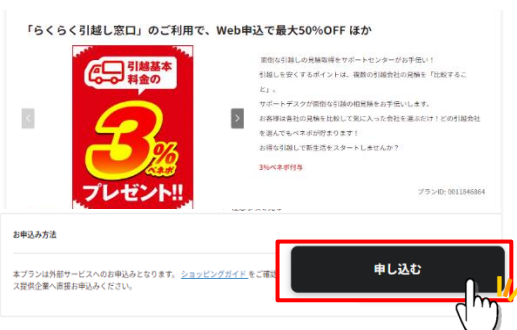 「らくらく引越し窓口」のご利用で、Web申込で最大50%OFF ほか
引越基本
料金の
3%
ベネポ
プレゼント!!
面倒な引越しの見積取得をサポートセンターがお手伝い!
引越しを安くするポイントは、複数の引越会社の見積を「比較するこ
と」。
サポートデスクが面倒な引越の相見積をお手伝いします。
お客様は各社の見積を比較して気に入った会社を選ぶだけ!どの引越会社
を選んでもベネポが貯まります!
お得な引越しで新生活をスタートしませんか?
3%ベネポ付与
プランID: 0011846864
お申込み方法
本プランは外部サービスへのお申込みとなります。 ショッピングガイド をご確認
ス提供企業へ直接お申込みください。
申し込む